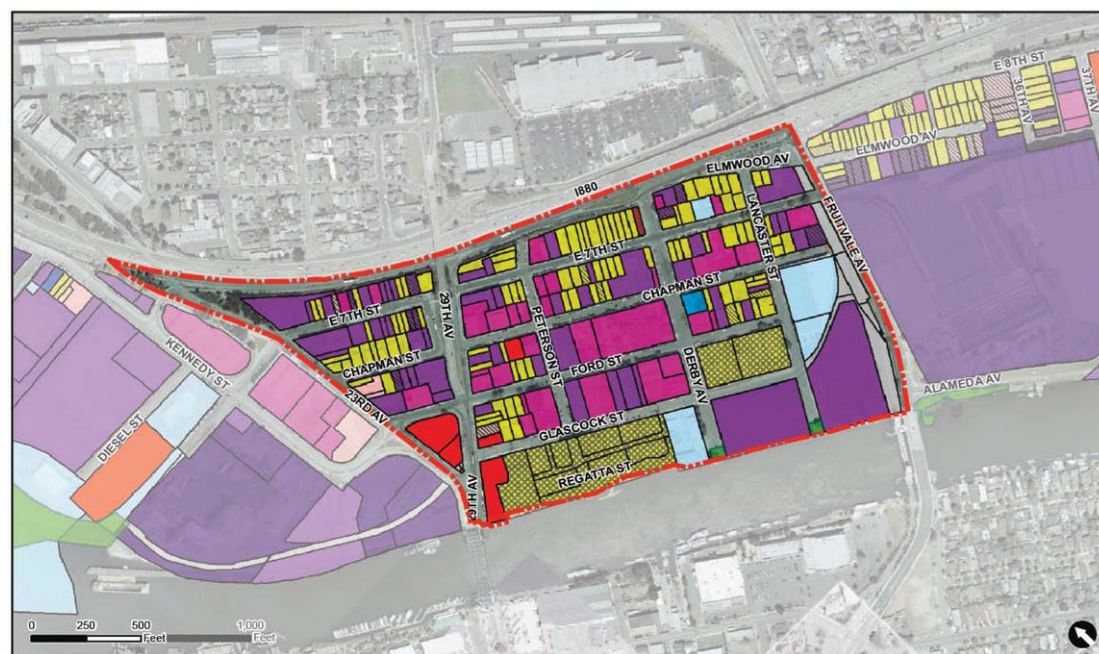 E 8TH ST
36TH AV
37TH AV
ELMWOOD AV
ELMWOOD AV
I880
LANCASTER ST
FRUITVALE AV
E 7TH ST
29TH AV
CHAPMAN ST
E 7TH ST
PETERSON ST
KENNEDY ST
CHAPMAN ST
FORD ST
DERBY AV
23RD AV
ALAMEDA AV
DIESEL ST
GLASCOCK ST
REGATTA ST
29TH AV
0 250 500 1,000
Feet Feet